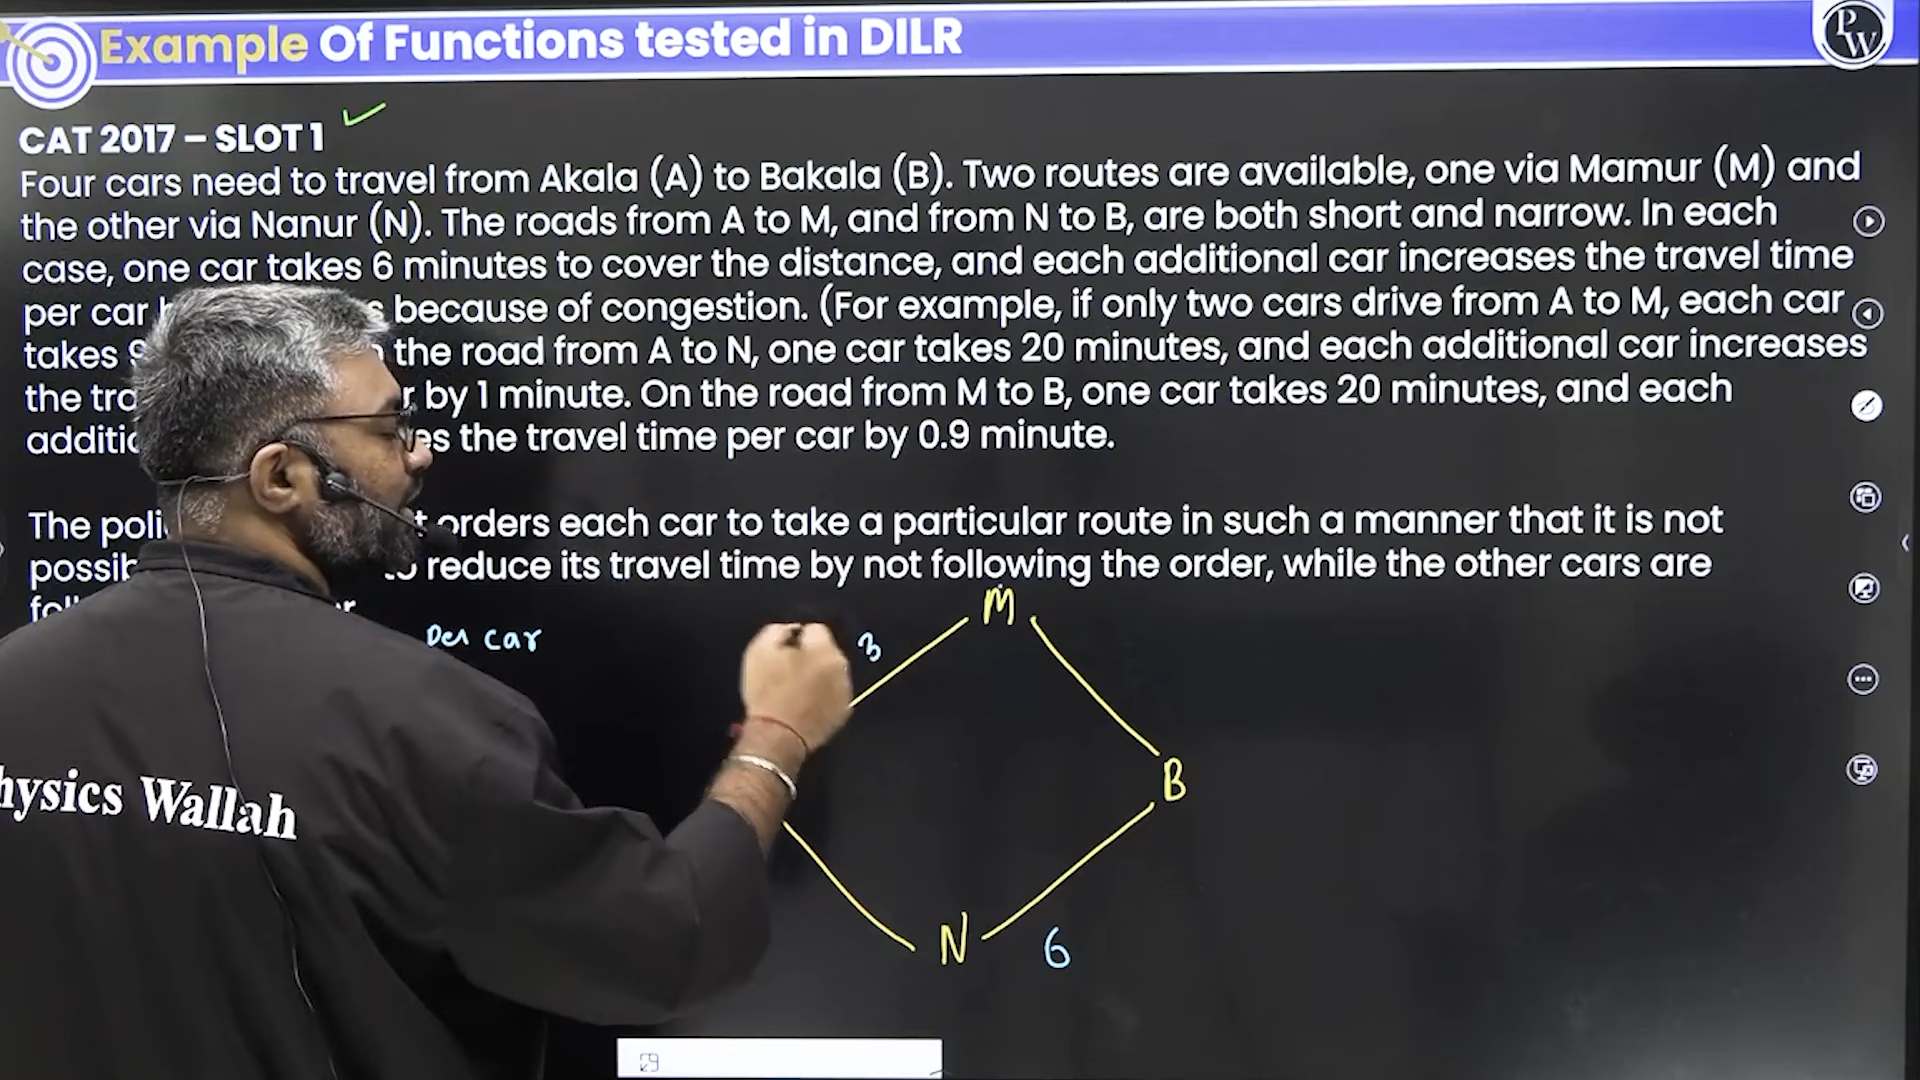 Example Of Functions tested in DILR
PW
CAT 2017 – SLOT 1
Four cars need to travel from Akala (A) to Bakala (B). Two routes are available, one via Mamur (M) and
the other via Nanur (N). The roads from A to M, and from N to B, are both short and narrow. In each
case, one car takes 6 minutes to cover the distance, and each additional car increases the travel time
per car because of congestion. (For example, if only two cars drive from A to M, each car
takes 9 the road from A to N, one car takes 20 minutes, and each additional car increases
the by 1 minute. On the road from M to B, one car takes 20 minutes, and each
the travel time per car by 0.9 minute.
The orders each car to take a particular route in such a manner that it is not
reduce its travel time by not following the order, while the other cars are
M
Per car
3
B
N
6
hysics Wallah